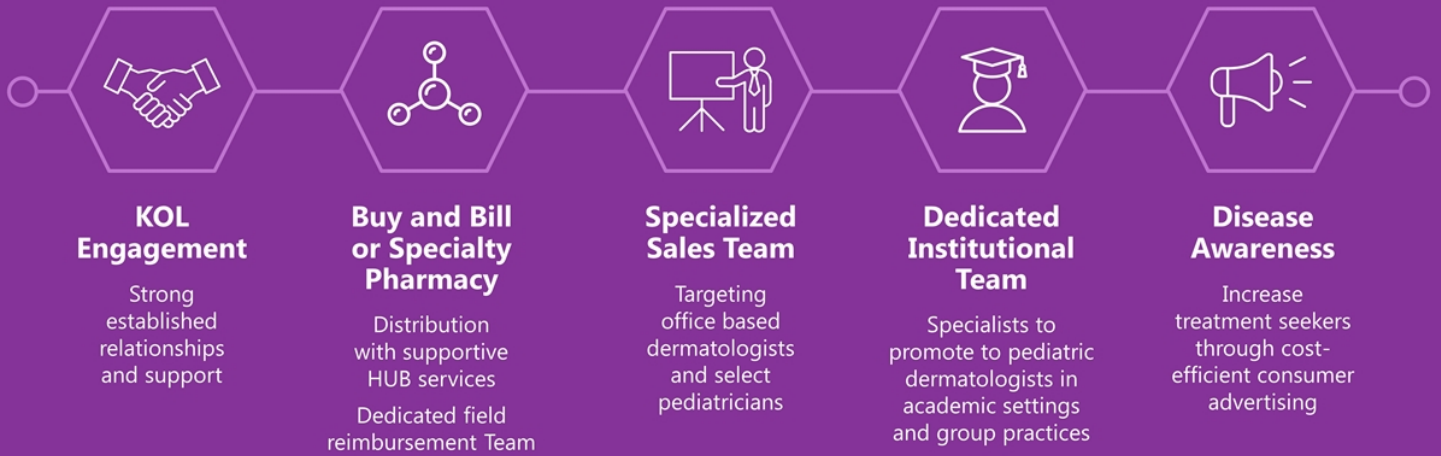 KOL
Engagement
Strong
established
relationships
and support
Buy and Bill
or Specialty
Pharmacy
Distribution
with supportive
HUB services
Dedicated field
reimbursement Team
Specialized
Sales Team
Targeting
office based
dermatologists
and select
pediatricians
Dedicated
Institutional
Team
Specialists to
promote to pediatric
dermatologists in
academic settings
and group practices
Disease
Awareness
Increase
treatment seekers
through cost-
efficient consumer
advertising